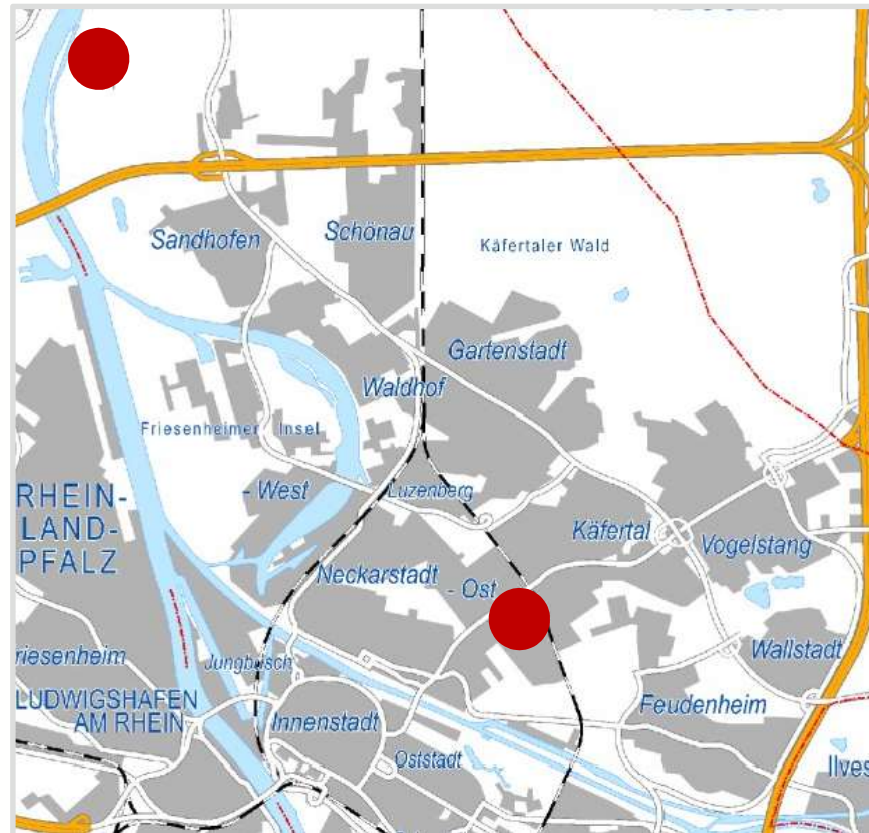 Sandhofen
Schönau
Käfertaler Wald
Gartenstadt
Waldhof
Friesenheimer Insel
RHEIN-
LAND-
PFALZ
- West
Luzenberg
Käfertal
Vogelstang
Neckarstadt
- Ost
Jungbusch
riesenheim
Wallstadt
LUDWIGSHAFEN
AM RHEIN
Innenstadt
Feudenheim
Oststadt
Ilves